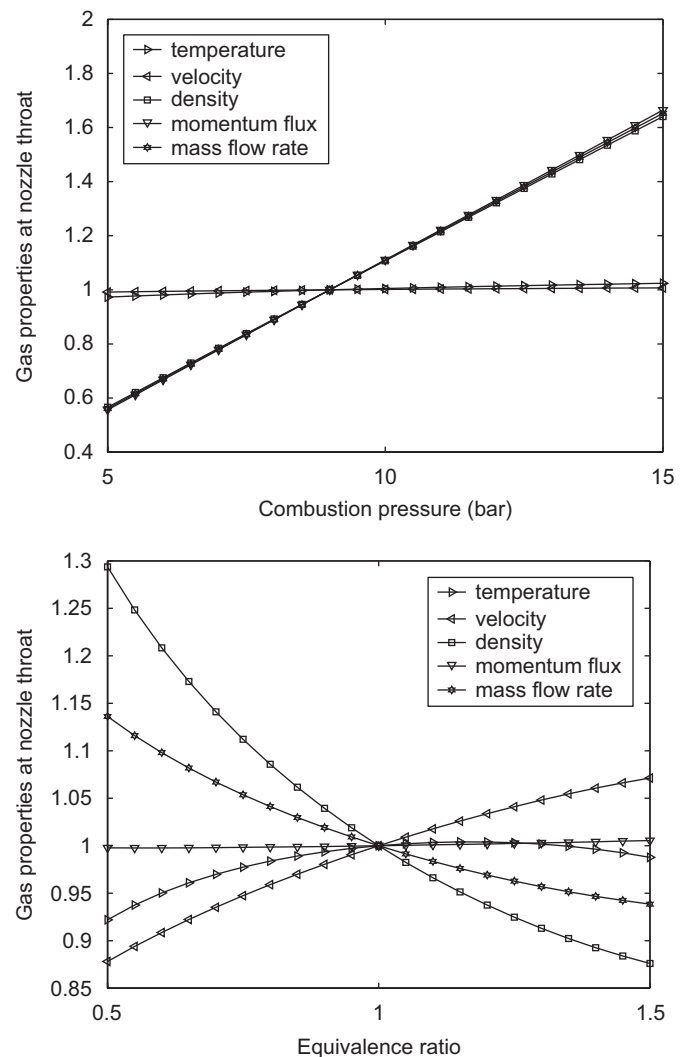 2
1.8
1.6
1.4
1.2
1
0.8
0.6
0.4
Gas properties at nozzle throat
temperature
velocity
density
momentum flux
mass flow rate
5
10
15
Combustion pressure (bar)
1.3
1.25
1.2
1.15
1.1
1.05
1
0.95
0.9
0.85
Gas properties at nozzle throat
temperature
velocity
density
momentum flux
mass flow rate
0.5
1
1.5
Equivalence ratio